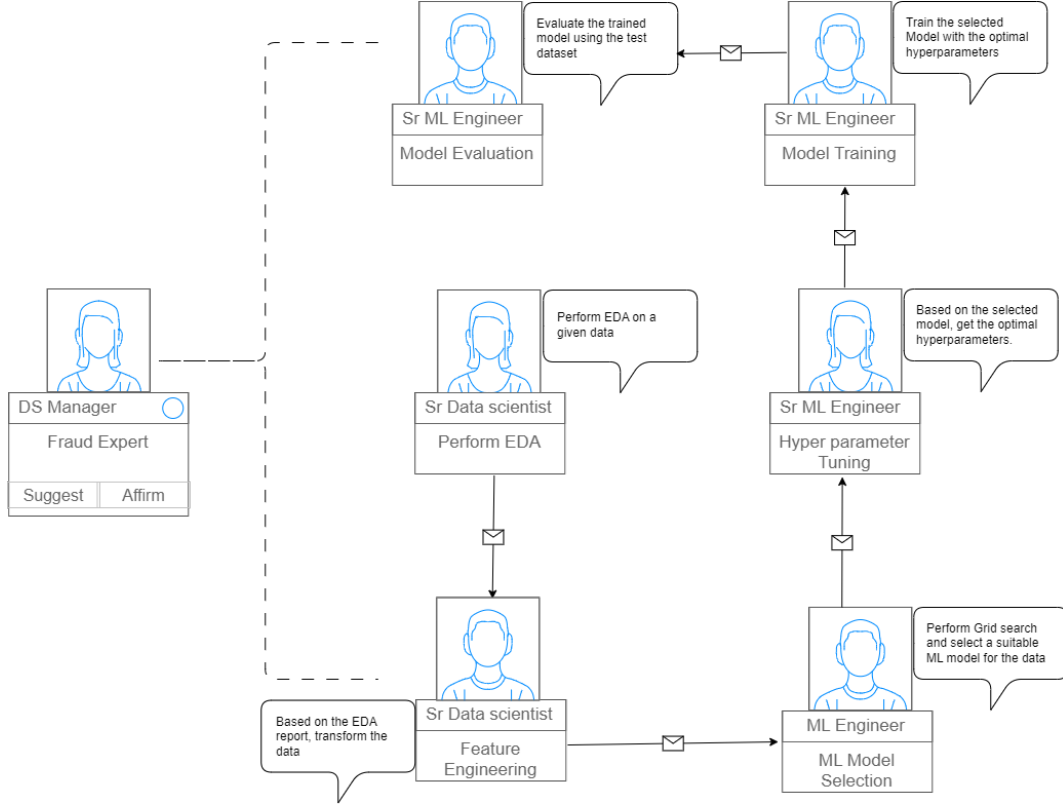 Evaluate the trained
model using the test
dataset
Sr ML Engineer
Model Evaluation
Train the selected
Model with the optimal
hyperparameters
Sr ML Engineer
Model Training
DS Manager
Fraud Expert
Suggest
Affirm
Perform EDA on a
given data
Sr Data scientist
Perform EDA
Based on the selected
model, get the optimal
hyperparameters.
Sr ML Engineer
Hyper parameter
Tuning
Based on the EDA
report, transform the
data
Sr Data scientist
Feature
Engineering
Perform Grid search
and select a suitable
ML model for the data
ML Engineer
ML Model
Selection